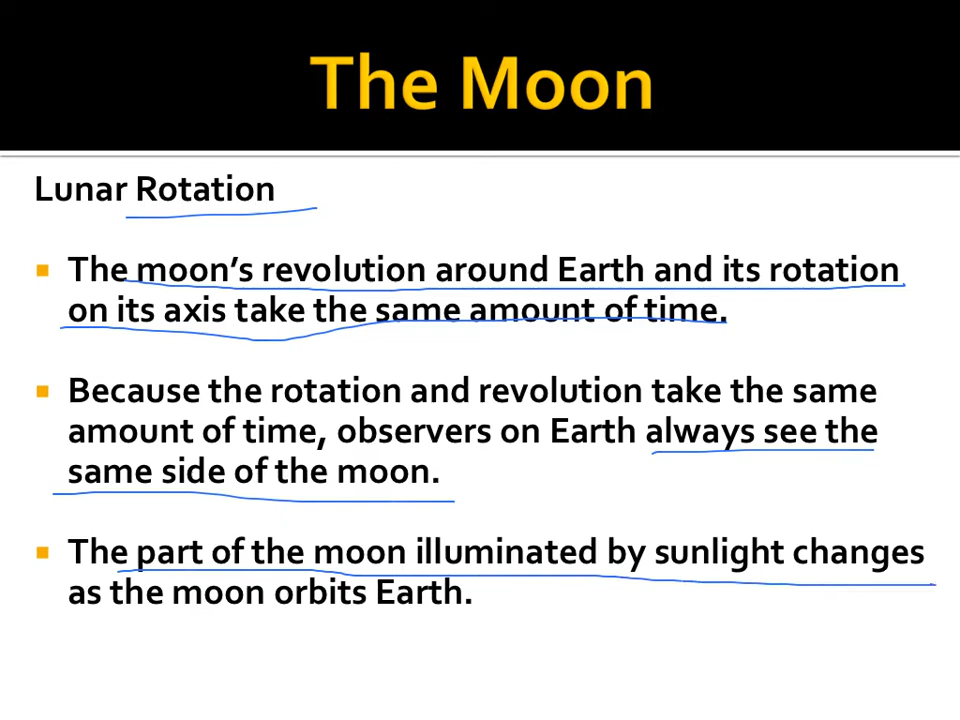 The Moon
Lunar Rotation
The moon’s revolution around Earth and its rotation
on its axis take the same amount of time.
Because the rotation and revolution take the same
amount of time, observers on Earth always see the
same side of the moon.
The part of the moon illuminated by sunlight changes
as the moon orbits Earth.